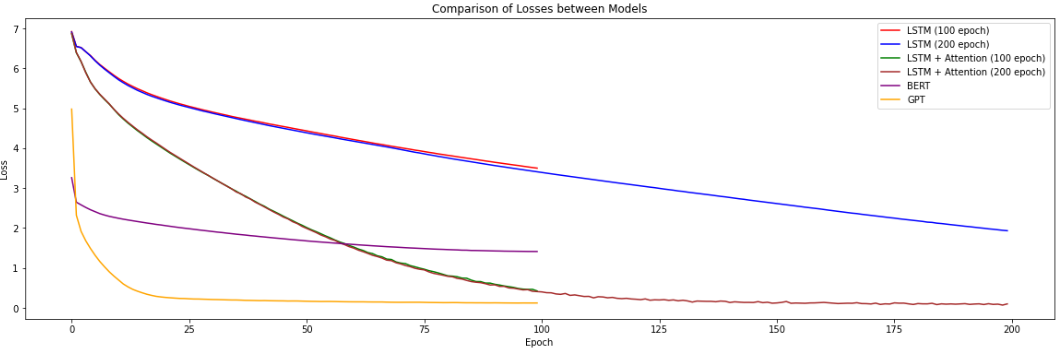 Comparison of Losses between Models
7
6
5
4
3
2
1
0
Loss
LSTM (100 epoch)
LSTM (200 epoch)
LSTM + Attention (100 epoch)
LSTM + Attention (200 epoch)
BERT
GPT
0 25 50 75 100 125 150 175 200
Epoch